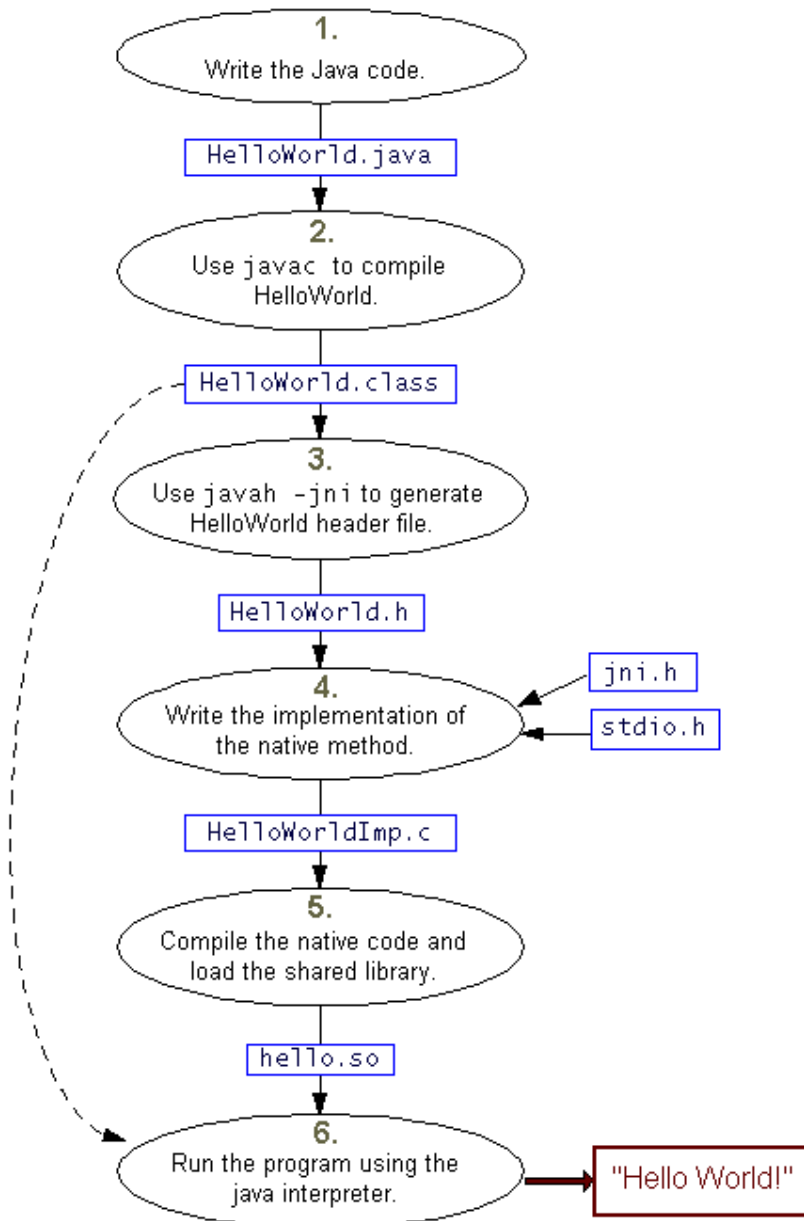 1.
Write the Java code.
HelloWorld.java
2.
Use javac to compile
HelloWorld.
HelloWorld.class
3.
Use javah -jni to generate
HelloWorld header file.
HelloWorld.h
4.
Write the implementation of
the native method.
jni.h
stdio.h
HelloWorldImp.c
5.
Compile the native code and
load the shared library.
hello.so
6.
Run the program using the
java interpreter.
"Hello World!"